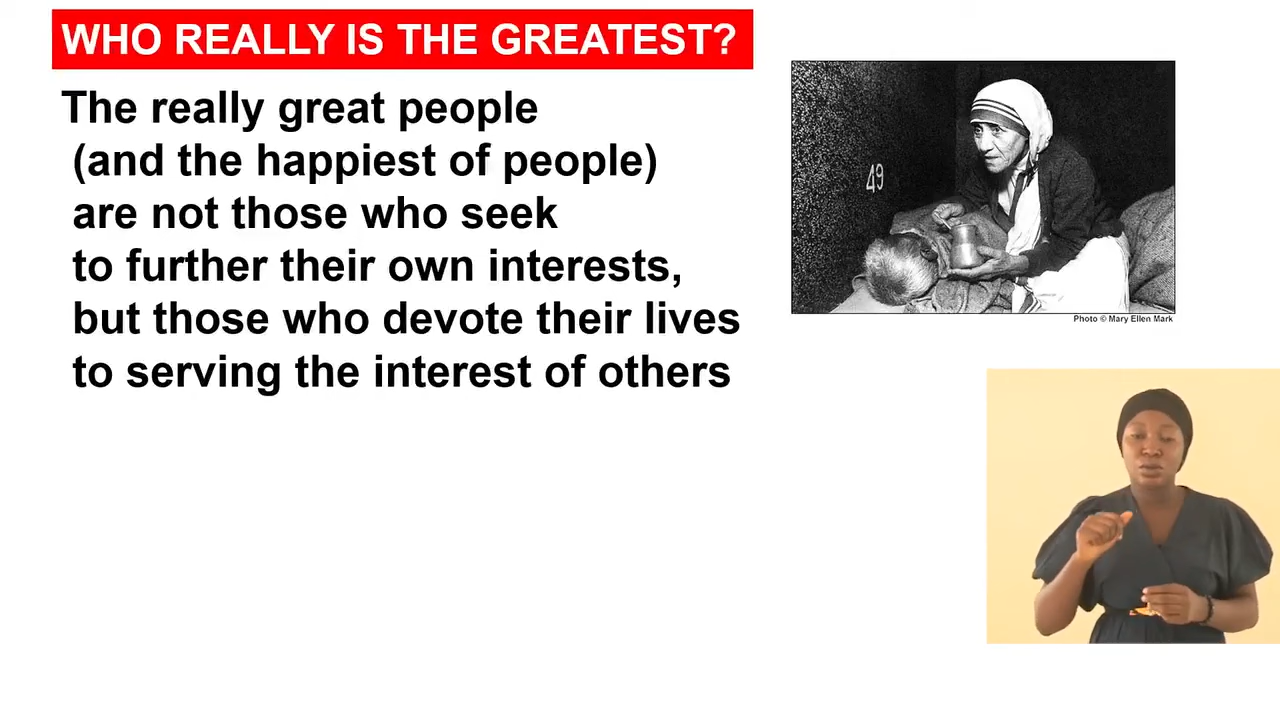 WHO REALLY IS THE GREATEST?
The really great people
(and the happiest of people)
are not those who seek
to further their own interests,
but those who devote their lives
to serving the interest of others
49
Photo © Mary Ellen Mark